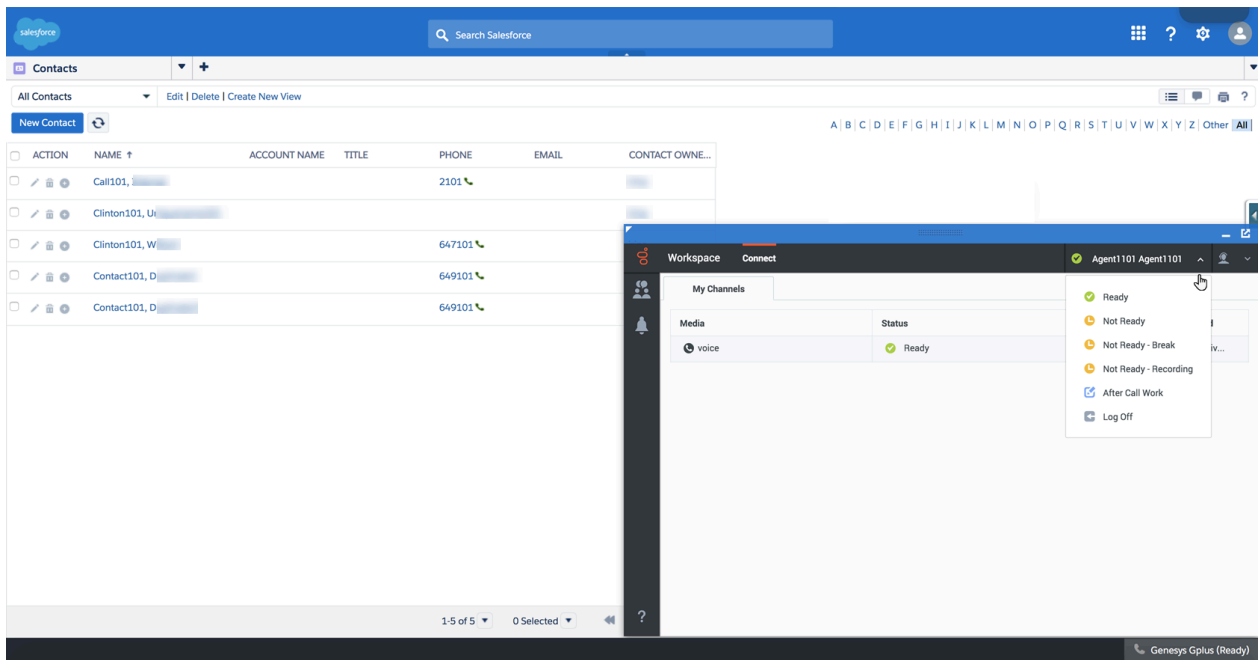 salesforce
Search Salesforce
?
Contacts
+
All Contacts
Edit | Delete | Create New View
?
New Contact
A | B | C | D | E | F | G | H | I | J | K | L | M | N | O | P | Q | R | S | T | U | V | W | X | Y | Z | Other | All
ACTION NAME ↑ ACCOUNT NAME TITLE PHONE EMAIL CONTACT OWNE...
Call101, 2101
Clinton101, U
Clinton101, W 647101
Contact101, D 649101
Contact101, D 649101
Workspace Connect Agent1101 Agent1101
My Channels
Media Status
voice Ready
Ready
Not Ready
Not Ready - Break
Not Ready - Recording
After Call Work
Log Off
1-5 of 5 0 Selected
?
Genesys Gplus (Ready)